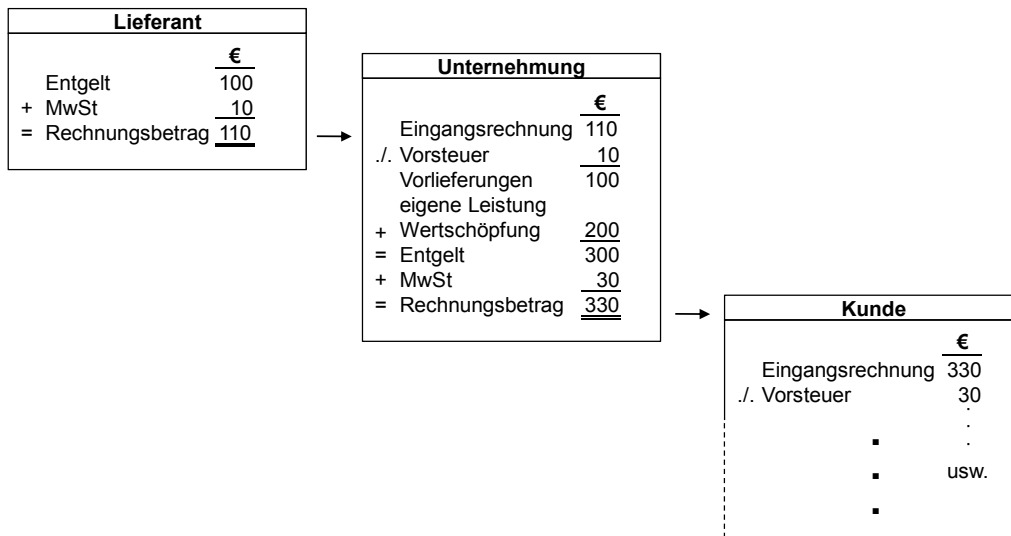 Lieferant
€
Entgelt 100
+ MwSt 10
= Rechnungsbetrag 110
Unternehmung
€
Eingangsrechnung 110
./. Vorsteuer 10
Vorlieferungen 100
eigene Leistung
+ Wertschöpfung 200
= Entgelt 300
+ MwSt 30
= Rechnungsbetrag 330
Kunde
€
Eingangsrechnung 330
./. Vorsteuer 30
usw.